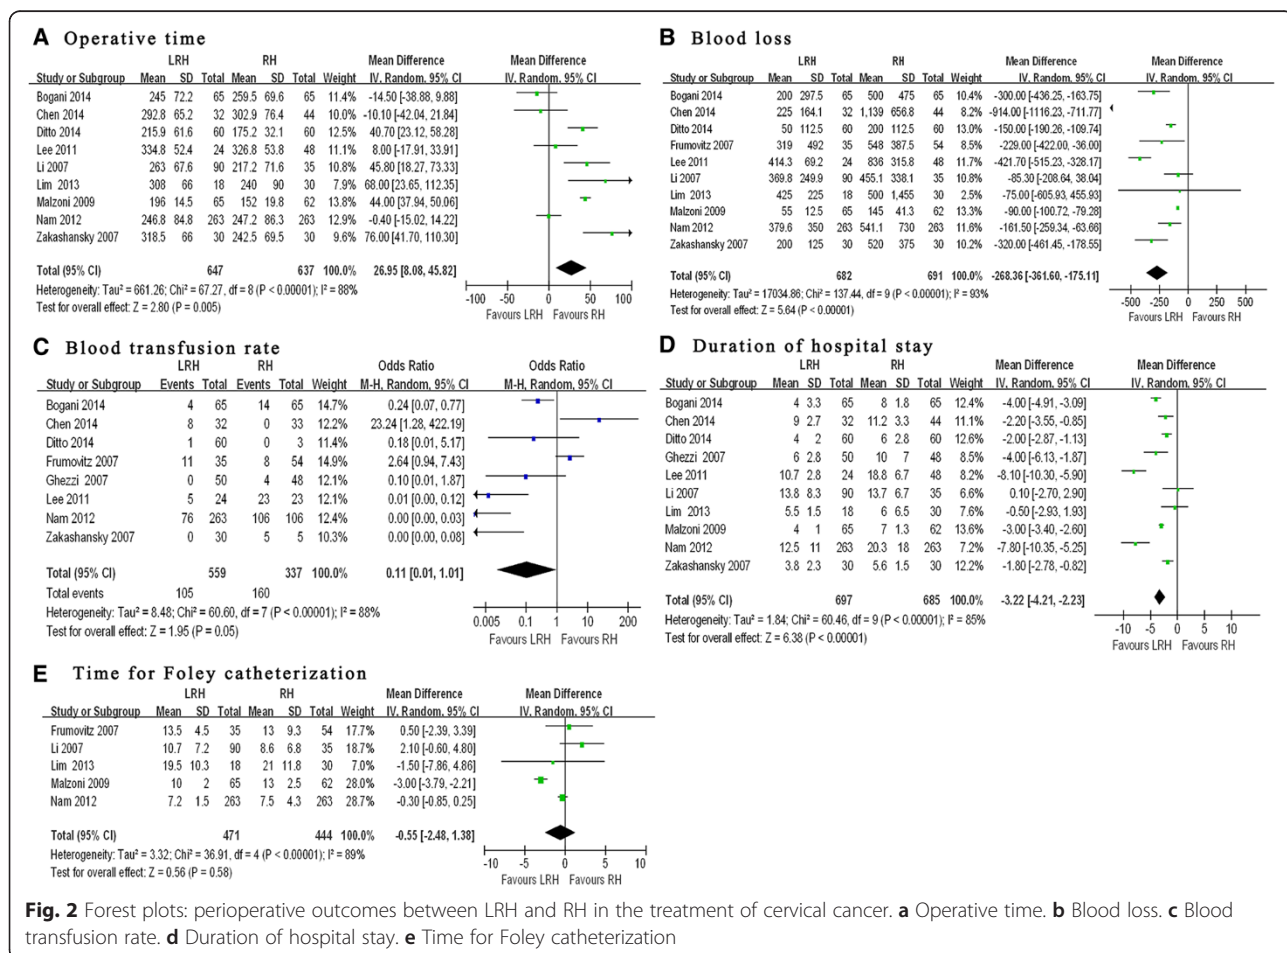 A Operative time
LRH RH Mean Difference Mean Difference
Study or Subgroup Mean SD Total Mean SD Total Weight IV, Random, 95% CI IV, Random, 95% CI
Bogani 2014 245 72.2 65 259.5 69.6 65 11.4% -14.50 [-38.88, 9.88]
Chen 2014 292.8 65.2 32 302.9 76.4 44 10.0% -10.10 [-42.04, 21.84]
Ditto 2014 215.9 61.6 60 175.2 32.1 60 12.5% 40.70 [23.12, 58.28]
Lee 2011 334.8 52.4 24 326.8 53.8 48 11.2% 8.00 [-17.91, 33.91]
Li 2007 263 67.6 90 217.2 71.6 35 10.8% 45.80 [18.27, 73.33]
Lim 2013 308 66 18 240 90 30 7.9% 68.00 [23.65, 112.35]
Malzoni 2009 196 14.5 65 152 19.8 62 13.8% 44.00 [37.94, 50.06]
Nam 2012 246.8 84.8 263 247.2 86.3 263 12.9% -0.40 [-15.02, 14.22]
Zakashansky 2007 318.5 66 30 242.5 69.5 30 9.6% 76.00 [41.70, 110.30]
Total (95% CI) 647 637 100.0% 26.95 [8.08, 45.82]
Heterogeneity: Tau² = 661.26; Chi² = 67.27, df = 8 (P < 0.00001); I² = 88%
Test for overall effect: Z = 2.80 (P = 0.005)
-100 -50 0 50 100
Favours LRH Favours RH
B Blood loss
LRH RH Mean Difference Mean Difference
Study or Subgroup Mean SD Total Mean SD Total Weight IV, Random, 95% CI IV, Random, 95% CI
Bogani 2014 200 297.5 65 500 475 65 10.4% -300.00 [-436.25, -163.75]
Chen 2014 225 164.1 32 1,139 656.8 44 7.8% -914.00 [-1116.23, -711.77]
Ditto 2014 50 112.5 60 200 112.5 60 13.0% -150.00 [-190.26, -109.74]
Frumovitz 2007 319 492 35 548 387.5 54 8.2% -229.00 [-422.00, -36.00]
Lee 2011 414.3 69.2 24 836 315.8 48 11.7% -421.70 [-515.23, -328.17]
Li 2007 369.8 249.9 90 455.1 338.1 35 10.7% -85.30 [-208.64, 38.04]
Lim 2013 425 225 18 500 1,455 30 3.1% -75.00 [-605.93, 455.93]
Malzoni 2009 55 12.5 65 145 41.3 62 13.3% -90.00 [-100.72, -79.28]
Nam 2012 379.6 350 263 541.1 730 263 11.6% -161.50 [-259.34, -63.66]
Zakashansky 2007 200 125 30 520 375 30 10.2% -320.00 [-461.45, -178.55]
Total (95% CI) 682 691 100.0% -268.36 [-361.60, -175.11]
Heterogeneity: Tau² = 17034.86; Chi² = 137.44, df = 9 (P < 0.00001); I² = 93%
Test for overall effect: Z = 5.64 (P < 0.00001)
-500 -250 0 250 500
Favours LRH Favours RH
C Blood transfusion rate
LRH RH Odds Ratio Odds Ratio
Study or Subgroup Events Total Events Total Weight M-H, Random, 95% CI M-H, Random, 95% CI
Bogani 2014 4 65 14 65 14.7% 0.24 [0.07, 0.77]
Chen 2014 8 32 0 33 12.2% 23.24 [1.28, 422.19]
Ditto 2014 1 60 0 3 11.4% 0.18 [0.01, 5.17]
Frumovitz 2007 11 35 8 54 14.9% 2.64 [0.94, 7.43]
Ghezzi 2007 0 50 4 48 12.1% 0.10 [0.01, 1.87]
Lee 2011 5 24 23 23 12.1% 0.01 [0.00, 0.12]
Nam 2012 76 263 106 106 12.4% 0.00 [0.00, 0.03]
Zakashansky 2007 0 30 5 5 10.3% 0.00 [0.00, 0.08]
Total (95% CI) 559 337 100.0% 0.11 [0.01, 1.01]
Total events 105 160
Heterogeneity: Tau² = 8.48; Chi² = 60.60, df = 7 (P < 0.00001); I² = 88%
Test for overall effect: Z = 1.95 (P = 0.05)
0.005 0.1 1 10 200
Favours LRH Favours RH
D Duration of hospital stay
LRH RH Mean Difference Mean Difference
Study or Subgroup Mean SD Total Mean SD Total Weight IV, Random, 95% CI IV, Random, 95% CI
Bogani 2014 4 3.3 65 8 1.8 65 12.4% -4.00 [-4.91, -3.09]
Chen 2014 9 2.7 32 11.2 3.3 44 11.1% -2.20 [-3.55, -0.85]
Ditto 2014 4 2 60 6 2.8 60 12.6% -2.00 [-2.87, -1.13]
Ghezzi 2007 6 2.8 50 10 7 48 8.6% -4.00 [-6.13, -1.87]
Lee 2011 10.7 2.8 24 18.8 6.7 48 8.4% -8.10 [-10.30, -5.90]
Li 2007 13.8 8.3 90 13.7 6.7 35 6.6% 0.10 [-2.70, 2.90]
Lim 2013 5.5 1.5 18 6 6.5 30 7.6% -0.50 [-2.93, 1.93]
Malzoni 2009 4 1 65 7 1.3 62 13.6% -3.00 [-3.40, -2.60]
Nam 2012 12.5 11 263 20.3 18 263 7.2% -7.80 [-10.35, -5.25]
Zakashansky 2007 3.8 2.3 30 5.6 1.5 30 12.2% -1.80 [-2.78, -0.82]
Total (95% CI) 697 685 100.0% -3.22 [-4.21, -2.23]
Heterogeneity: Tau² = 1.84; Chi² = 60.46, df = 9 (P < 0.00001); I² = 85%
Test for overall effect: Z = 6.38 (P < 0.00001)
-10 -5 0 5 10
Favours LRH Favours RH
E Time for Foley catheterization
LRH RH Mean Difference Mean Difference
Study or Subgroup Mean SD Total Mean SD Total Weight IV, Random, 95% CI IV, Random, 95% CI
Frumovitz 2007 13.5 4.5 35 13 9.3 54 17.7% 0.50 [-2.39, 3.39]
Li 2007 10.7 7.2 90 8.6 6.8 35 18.7% 2.10 [-0.60, 4.80]
Lim 2013 19.5 10.3 18 21 11.8 30 7.0% -1.50 [-7.86, 4.86]
Malzoni 2009 10 2 65 13 2.5 62 28.0% -3.00 [-3.79, -2.21]
Nam 2012 7.2 1.5 263 7.5 4.3 263 28.7% -0.30 [-0.85, 0.25]
Total (95% CI) 471 444 100.0% -0.55 [-2.48, 1.38]
Heterogeneity: Tau² = 3.32; Chi² = 36.91, df = 4 (P < 0.00001); I² = 89%
Test for overall effect: Z = 0.56 (P = 0.58)
-10 -5 0 5 10
Favours LRH Favours RH
Fig. 2 Forest plots: perioperative outcomes between LRH and RH in the treatment of cervical cancer. a Operative time. b Blood loss. c Blood
transfusion rate. d Duration of hospital stay. e Time for Foley catheterization